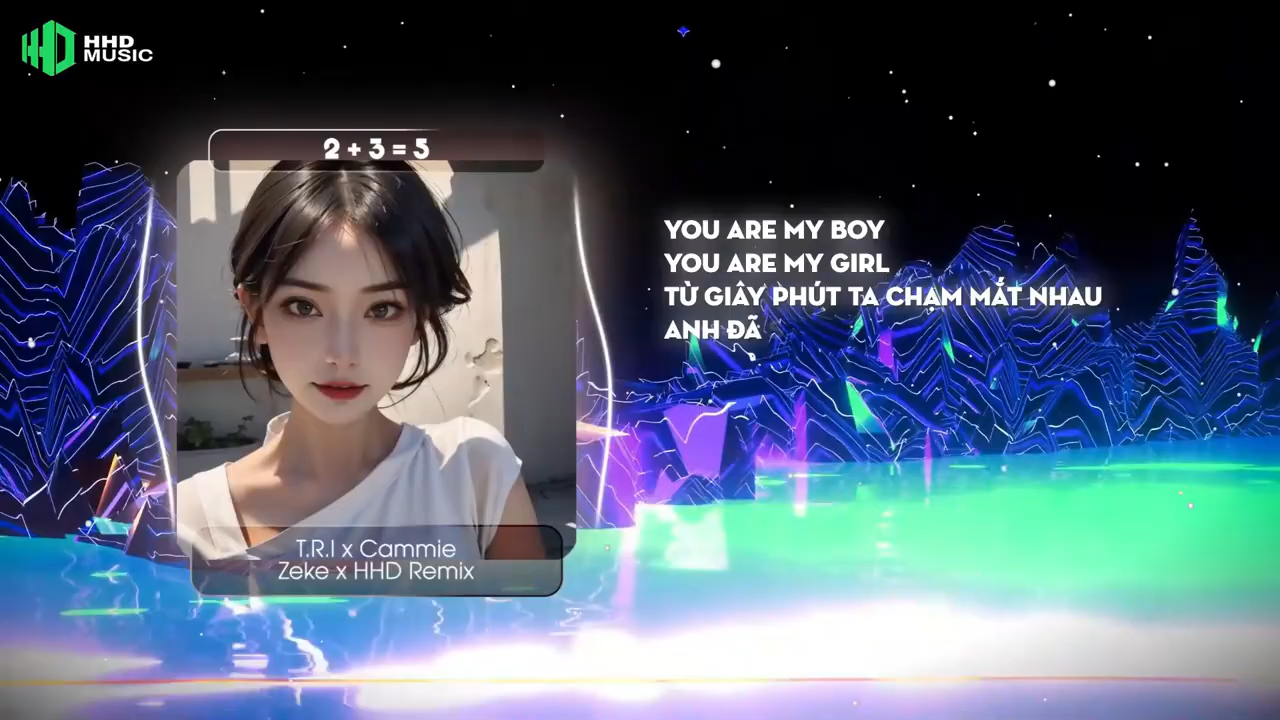 HHD
MUSIC
2 + 3 = 5
YOU ARE MY BOY
YOU ARE MY GIRL
TỪ GIÂY PHÚT TA CHẠM MẮT NHAU
ANH ĐÃ
T.R.I x Cammie
Zeke x HHD Remix